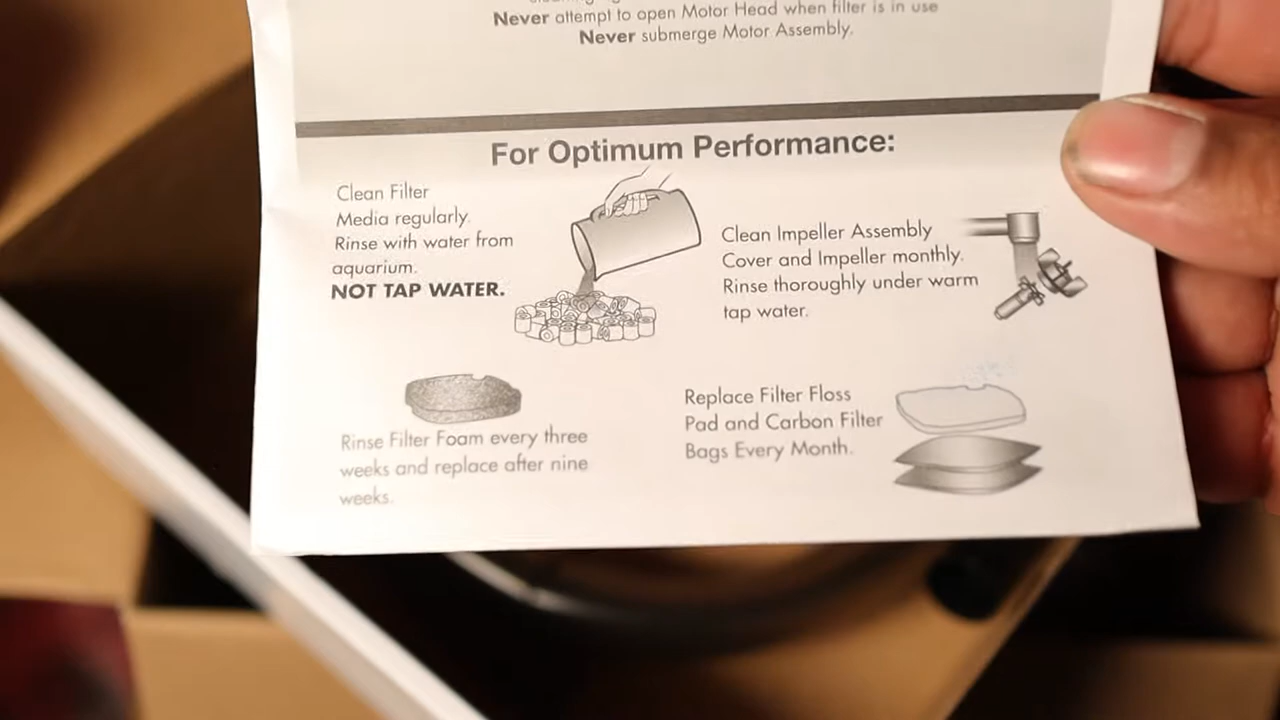 Never attempt to open Motor Head when filter is in use
Never submerge Motor Assembly.
For Optimum Performance:
Clean Filter
Media regularly.
Rinse with water from
aquarium.
NOT TAP WATER.
Clean Impeller Assembly
Cover and Impeller monthly.
Rinse thoroughly under warm
tap water.
Rinse Filter Foam every three
weeks and replace after nine
weeks.
Replace Filter Floss
Pad and Carbon Filter
Bags Every Month.